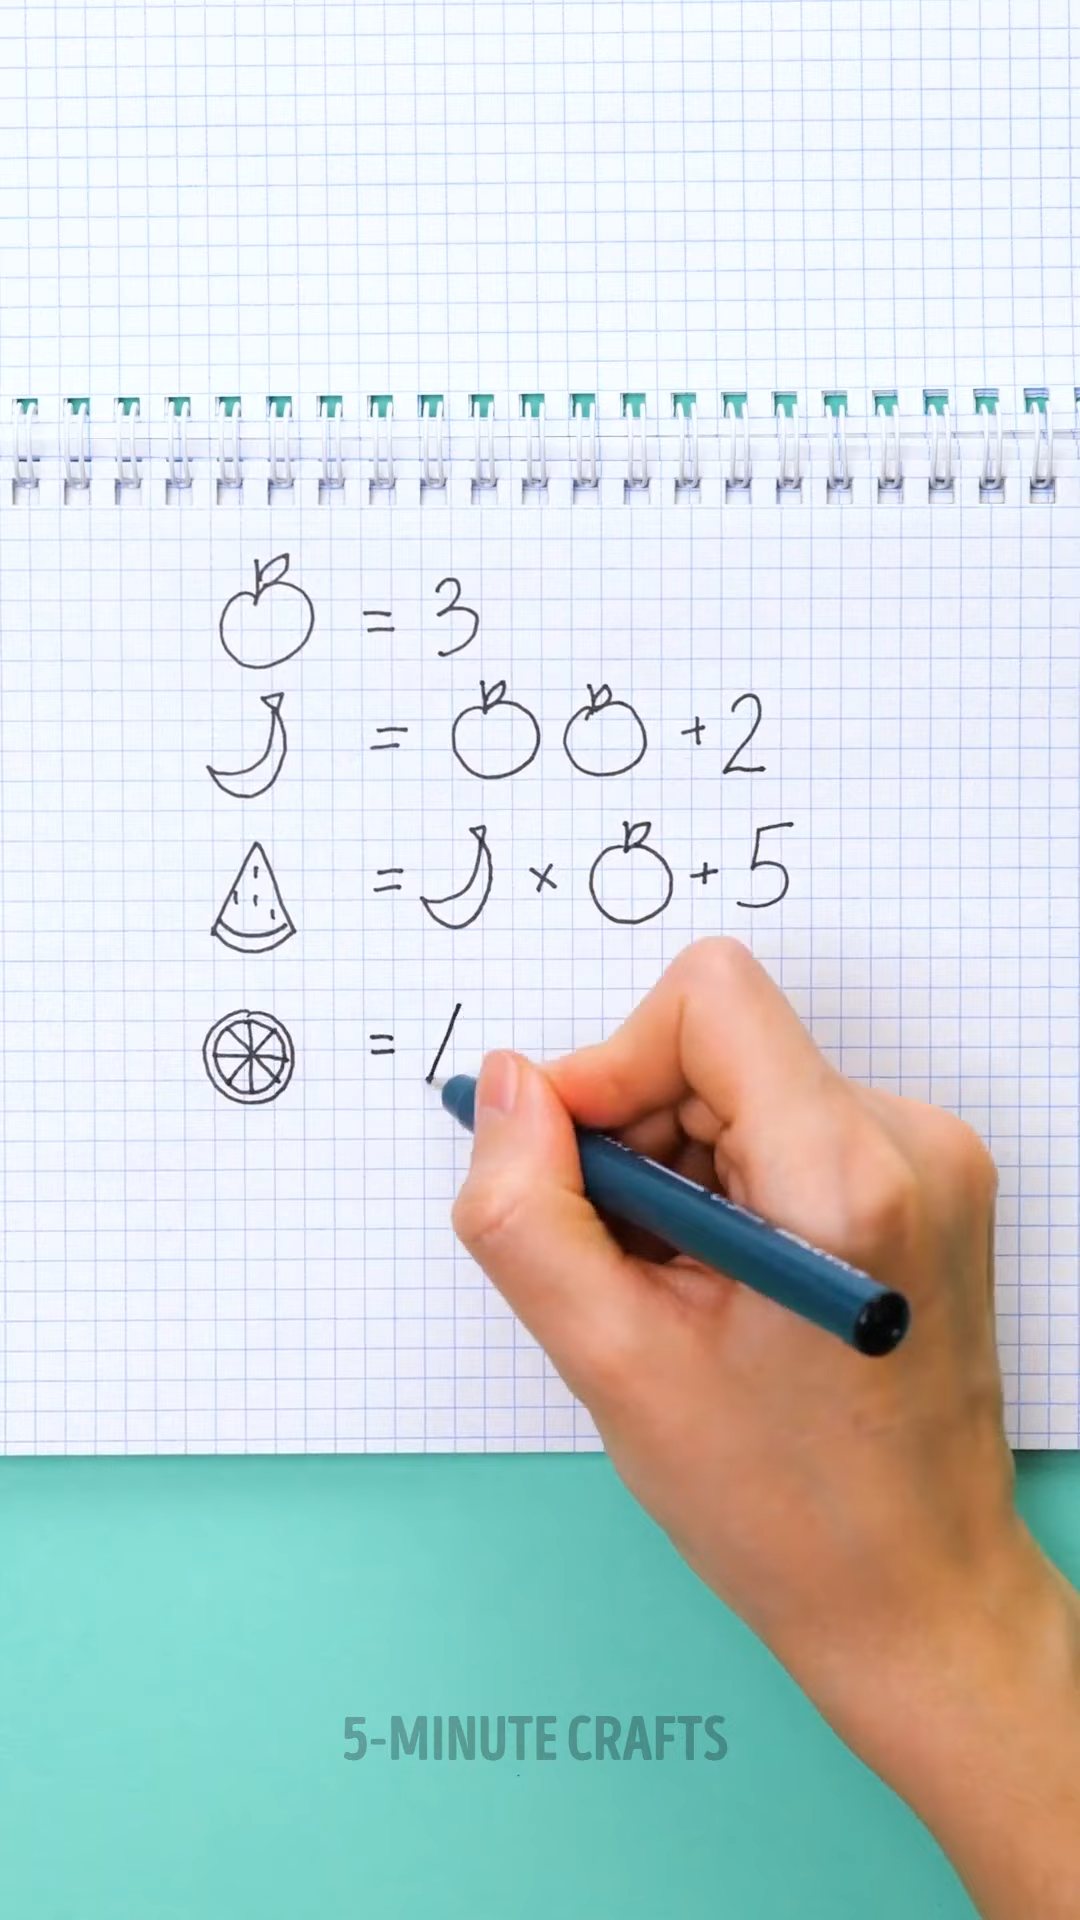 = 3
= + 2
= x + 5
= /
5-MINUTE CRAFTS